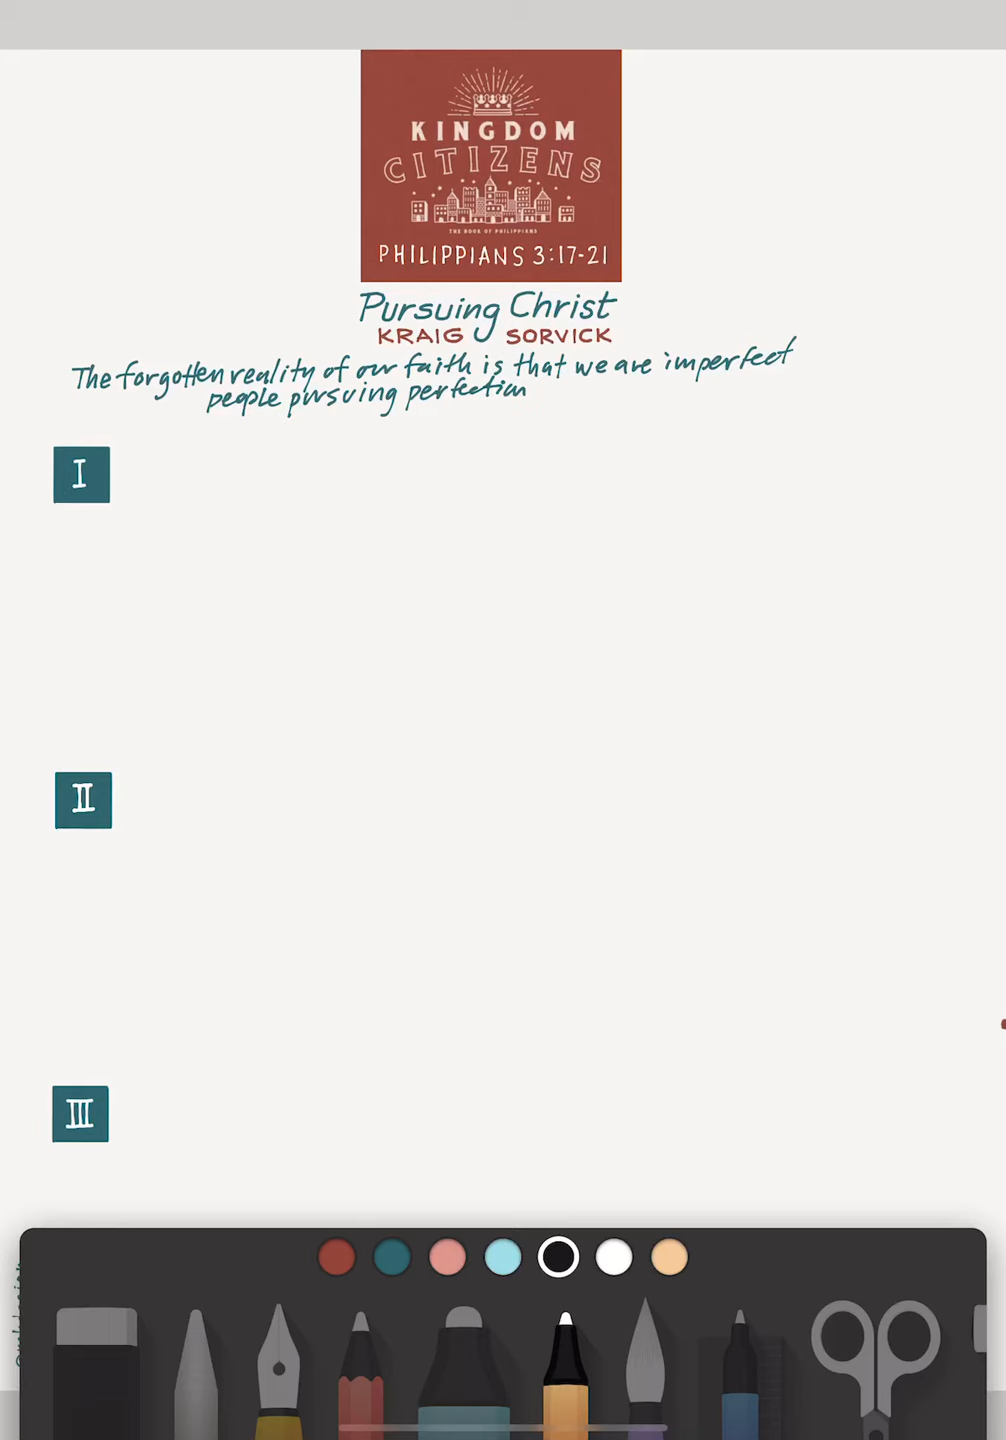 KINGDOM
CITIZENS
THE BOOK OF PHILIPPIANS
PHILIPPIANS 3:17-21
Pursuing Christ
KRAIG SORVICK
The forgotten reality of our faith is that we are imperfect
people pursuing perfection
I
II
III